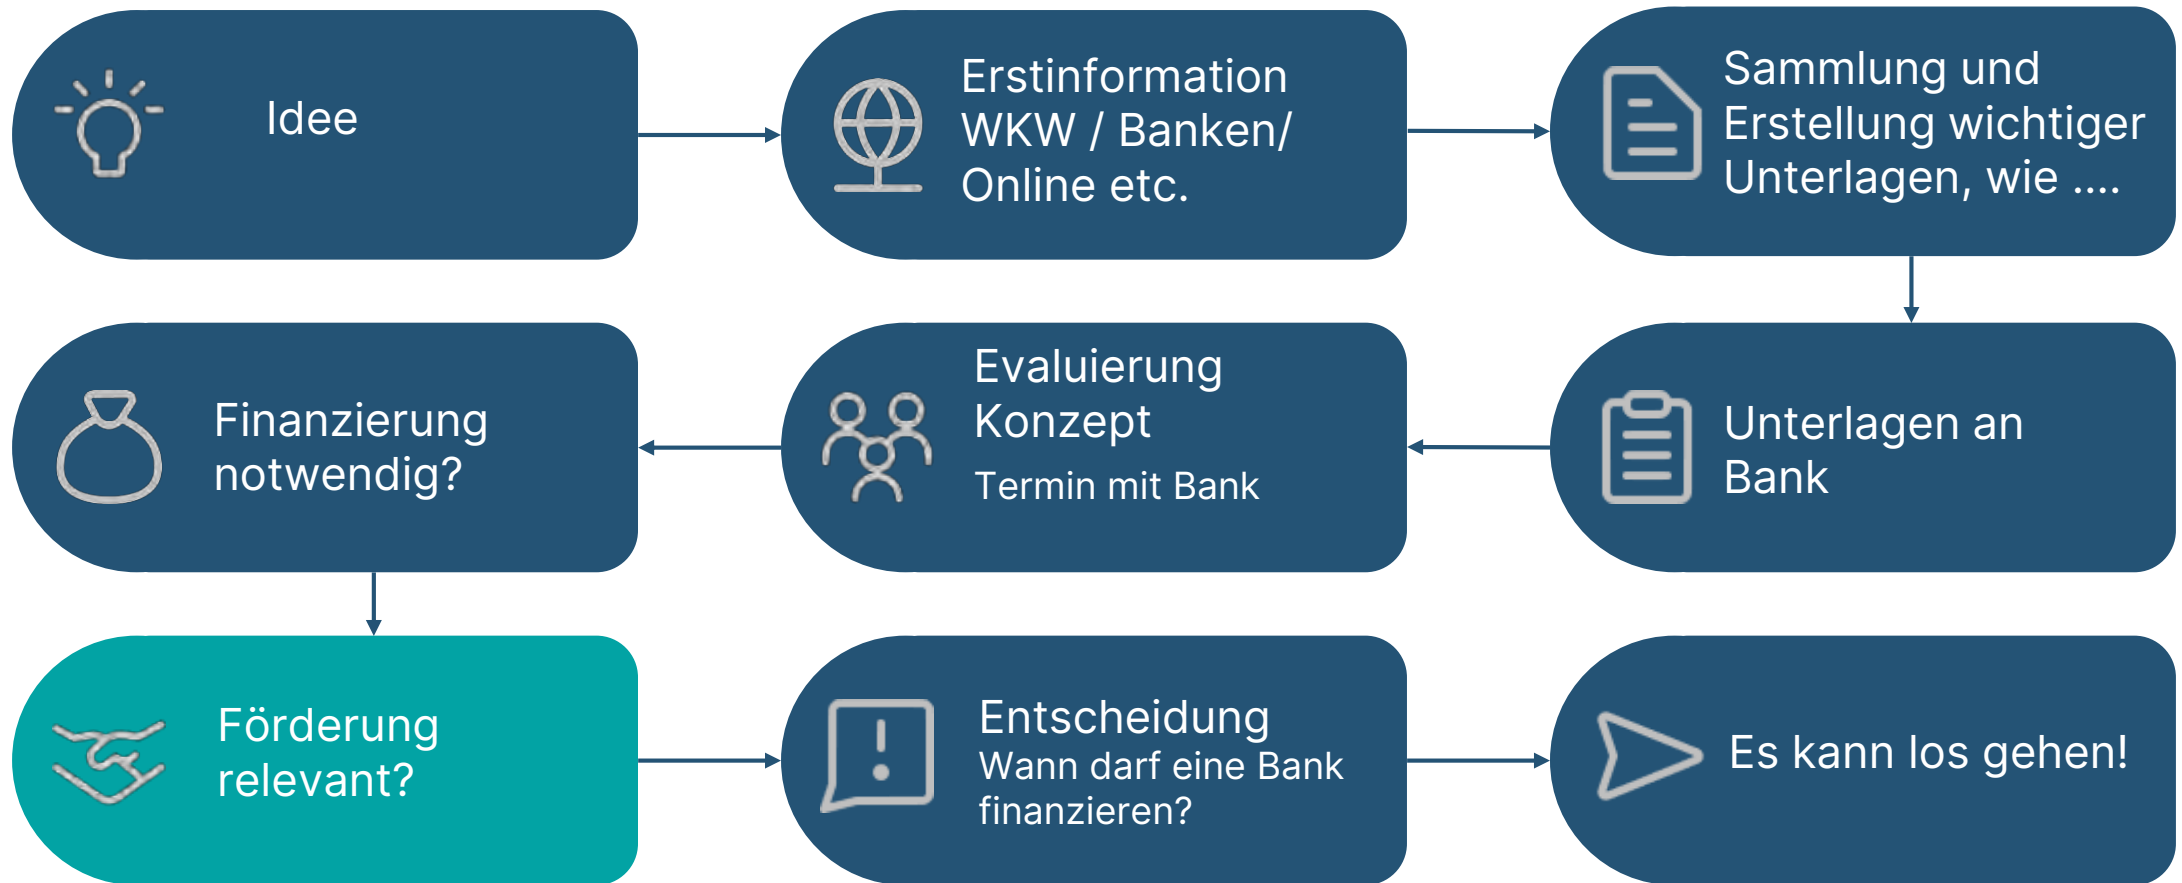 Idee
Erstinformation
WKW / Banken/
Online etc.
Sammlung und
Erstellung wichtiger
Unterlagen, wie ....
Unterlagen an
Bank
Evaluierung
Konzept
Termin mit Bank
Finanzierung
notwendig?
Förderung
relevant?
Entscheidung
Wann darf eine Bank
finanzieren?
Es kann los gehen!